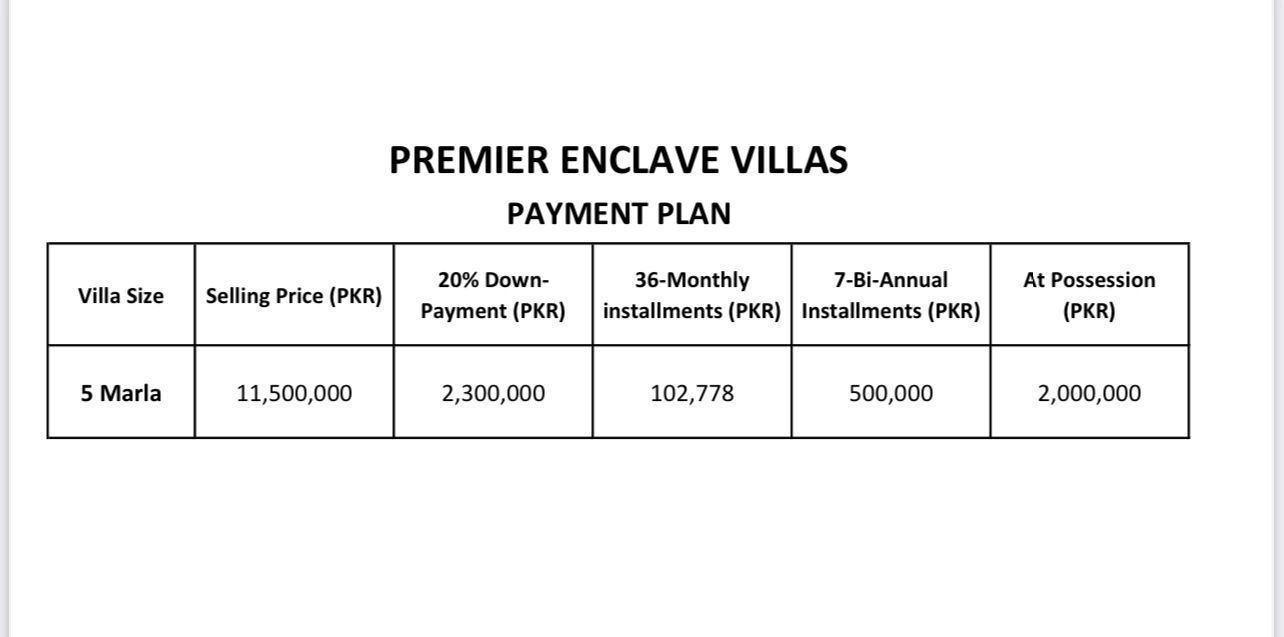 PREMIER ENCLAVE VILLAS
PAYMENT PLAN
Villa Size
Selling Price (PKR)
20% Down-
Payment (PKR)
36-Monthly
installments (PKR)
7-Bi-Annual
Installments (PKR)
At Possession
(PKR)
5 Marla
11,500,000
2,300,000
102,778
500,000
2,000,000